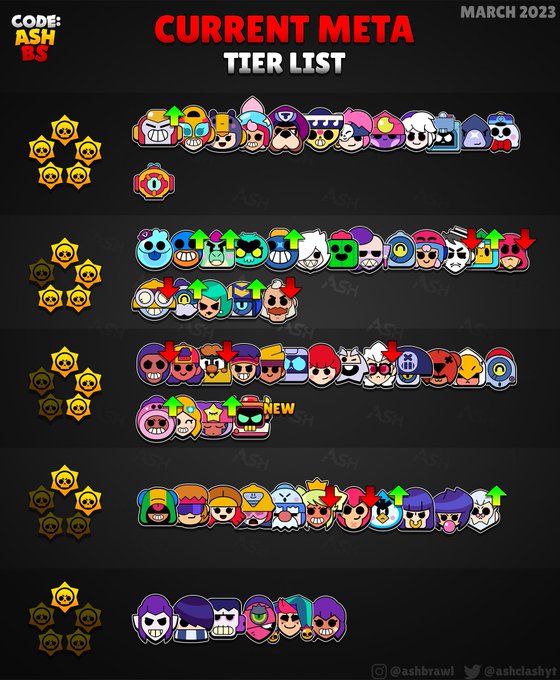 CODE:
ASH
BS
CURRENT META
TIER LIST
MARCH 2023
NEW
@ashbrawl @ashclashyt
ASH